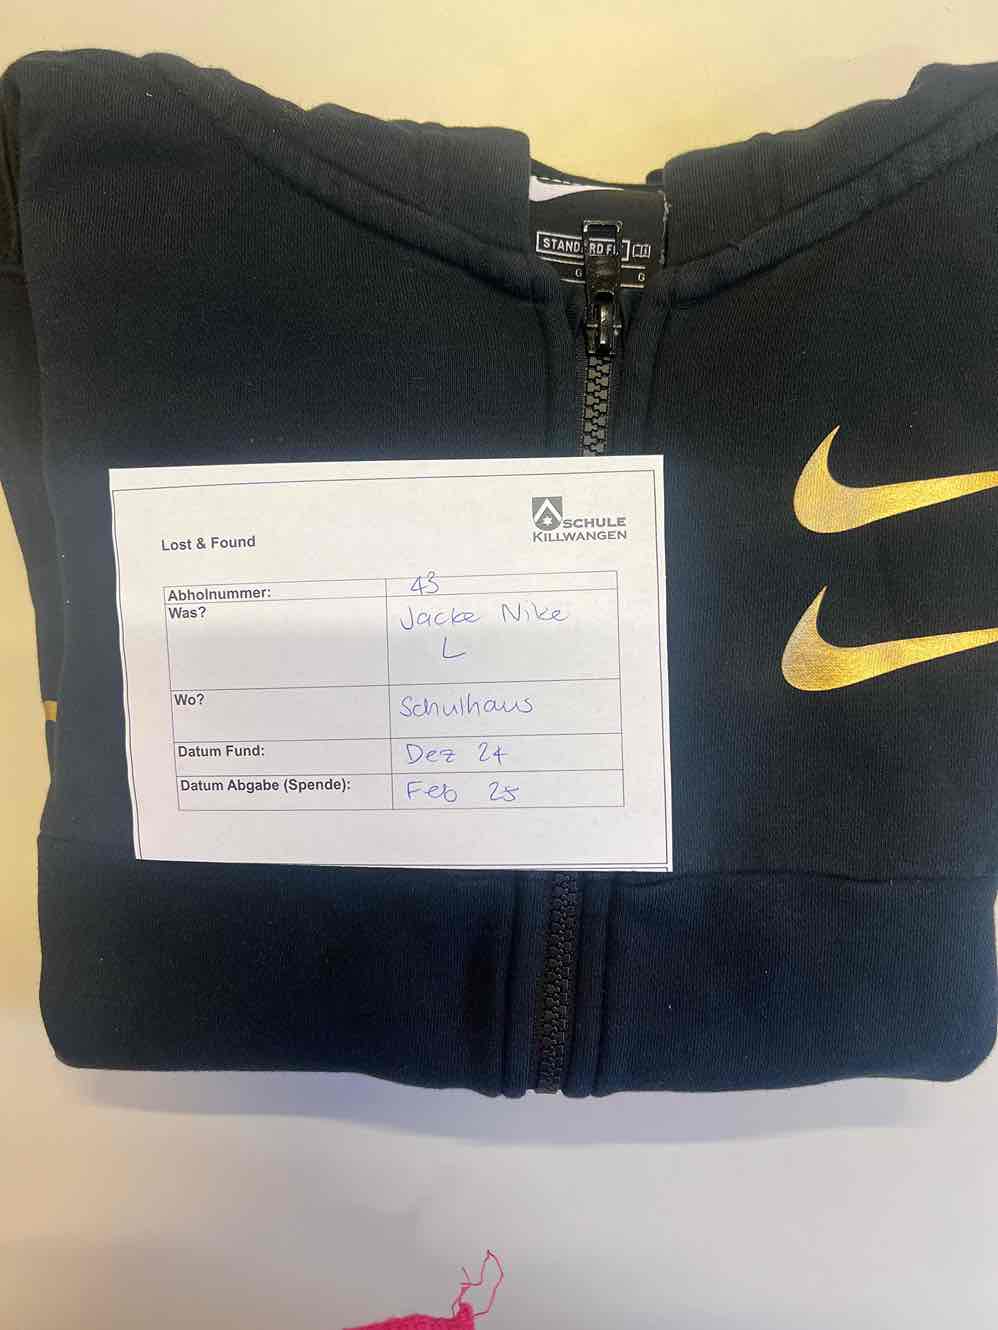 STANDARD FIT
G G
SCHULE
KILLWANGEN
Lost & Found
Abholnummer: 43
Was? Jacke Nike
L
Wo? Schulhaus
Datum Fund: Dez 24
Datum Abgabe (Spende): Feb 25